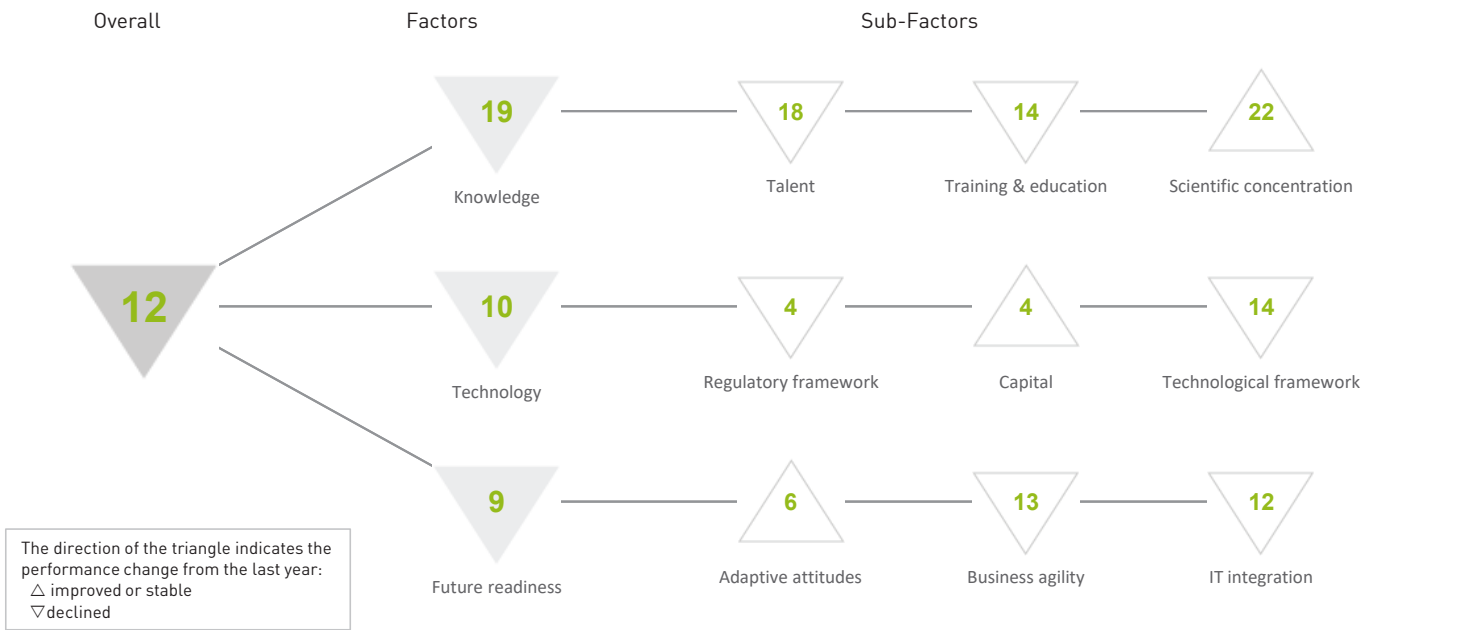 Overall
Factors
Sub-Factors
19
18
14
22
Knowledge
Talent
Training & education
Scientific concentration
12
10
4
4
14
Technology
Regulatory framework
Capital
Technological framework
9
6
13
12
Future readiness
Adaptive attitudes
Business agility
IT integration
The direction of the triangle indicates the
performance change from the last year:
△ improved or stable
▽ declined